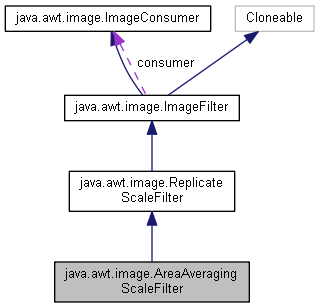 java.awt.image.ImageConsumer
Cloneable
consumer
java.awt.image.ImageFilter
java.awt.image.Replicate
ScaleFilter
java.awt.image.AreaAveraging
ScaleFilter